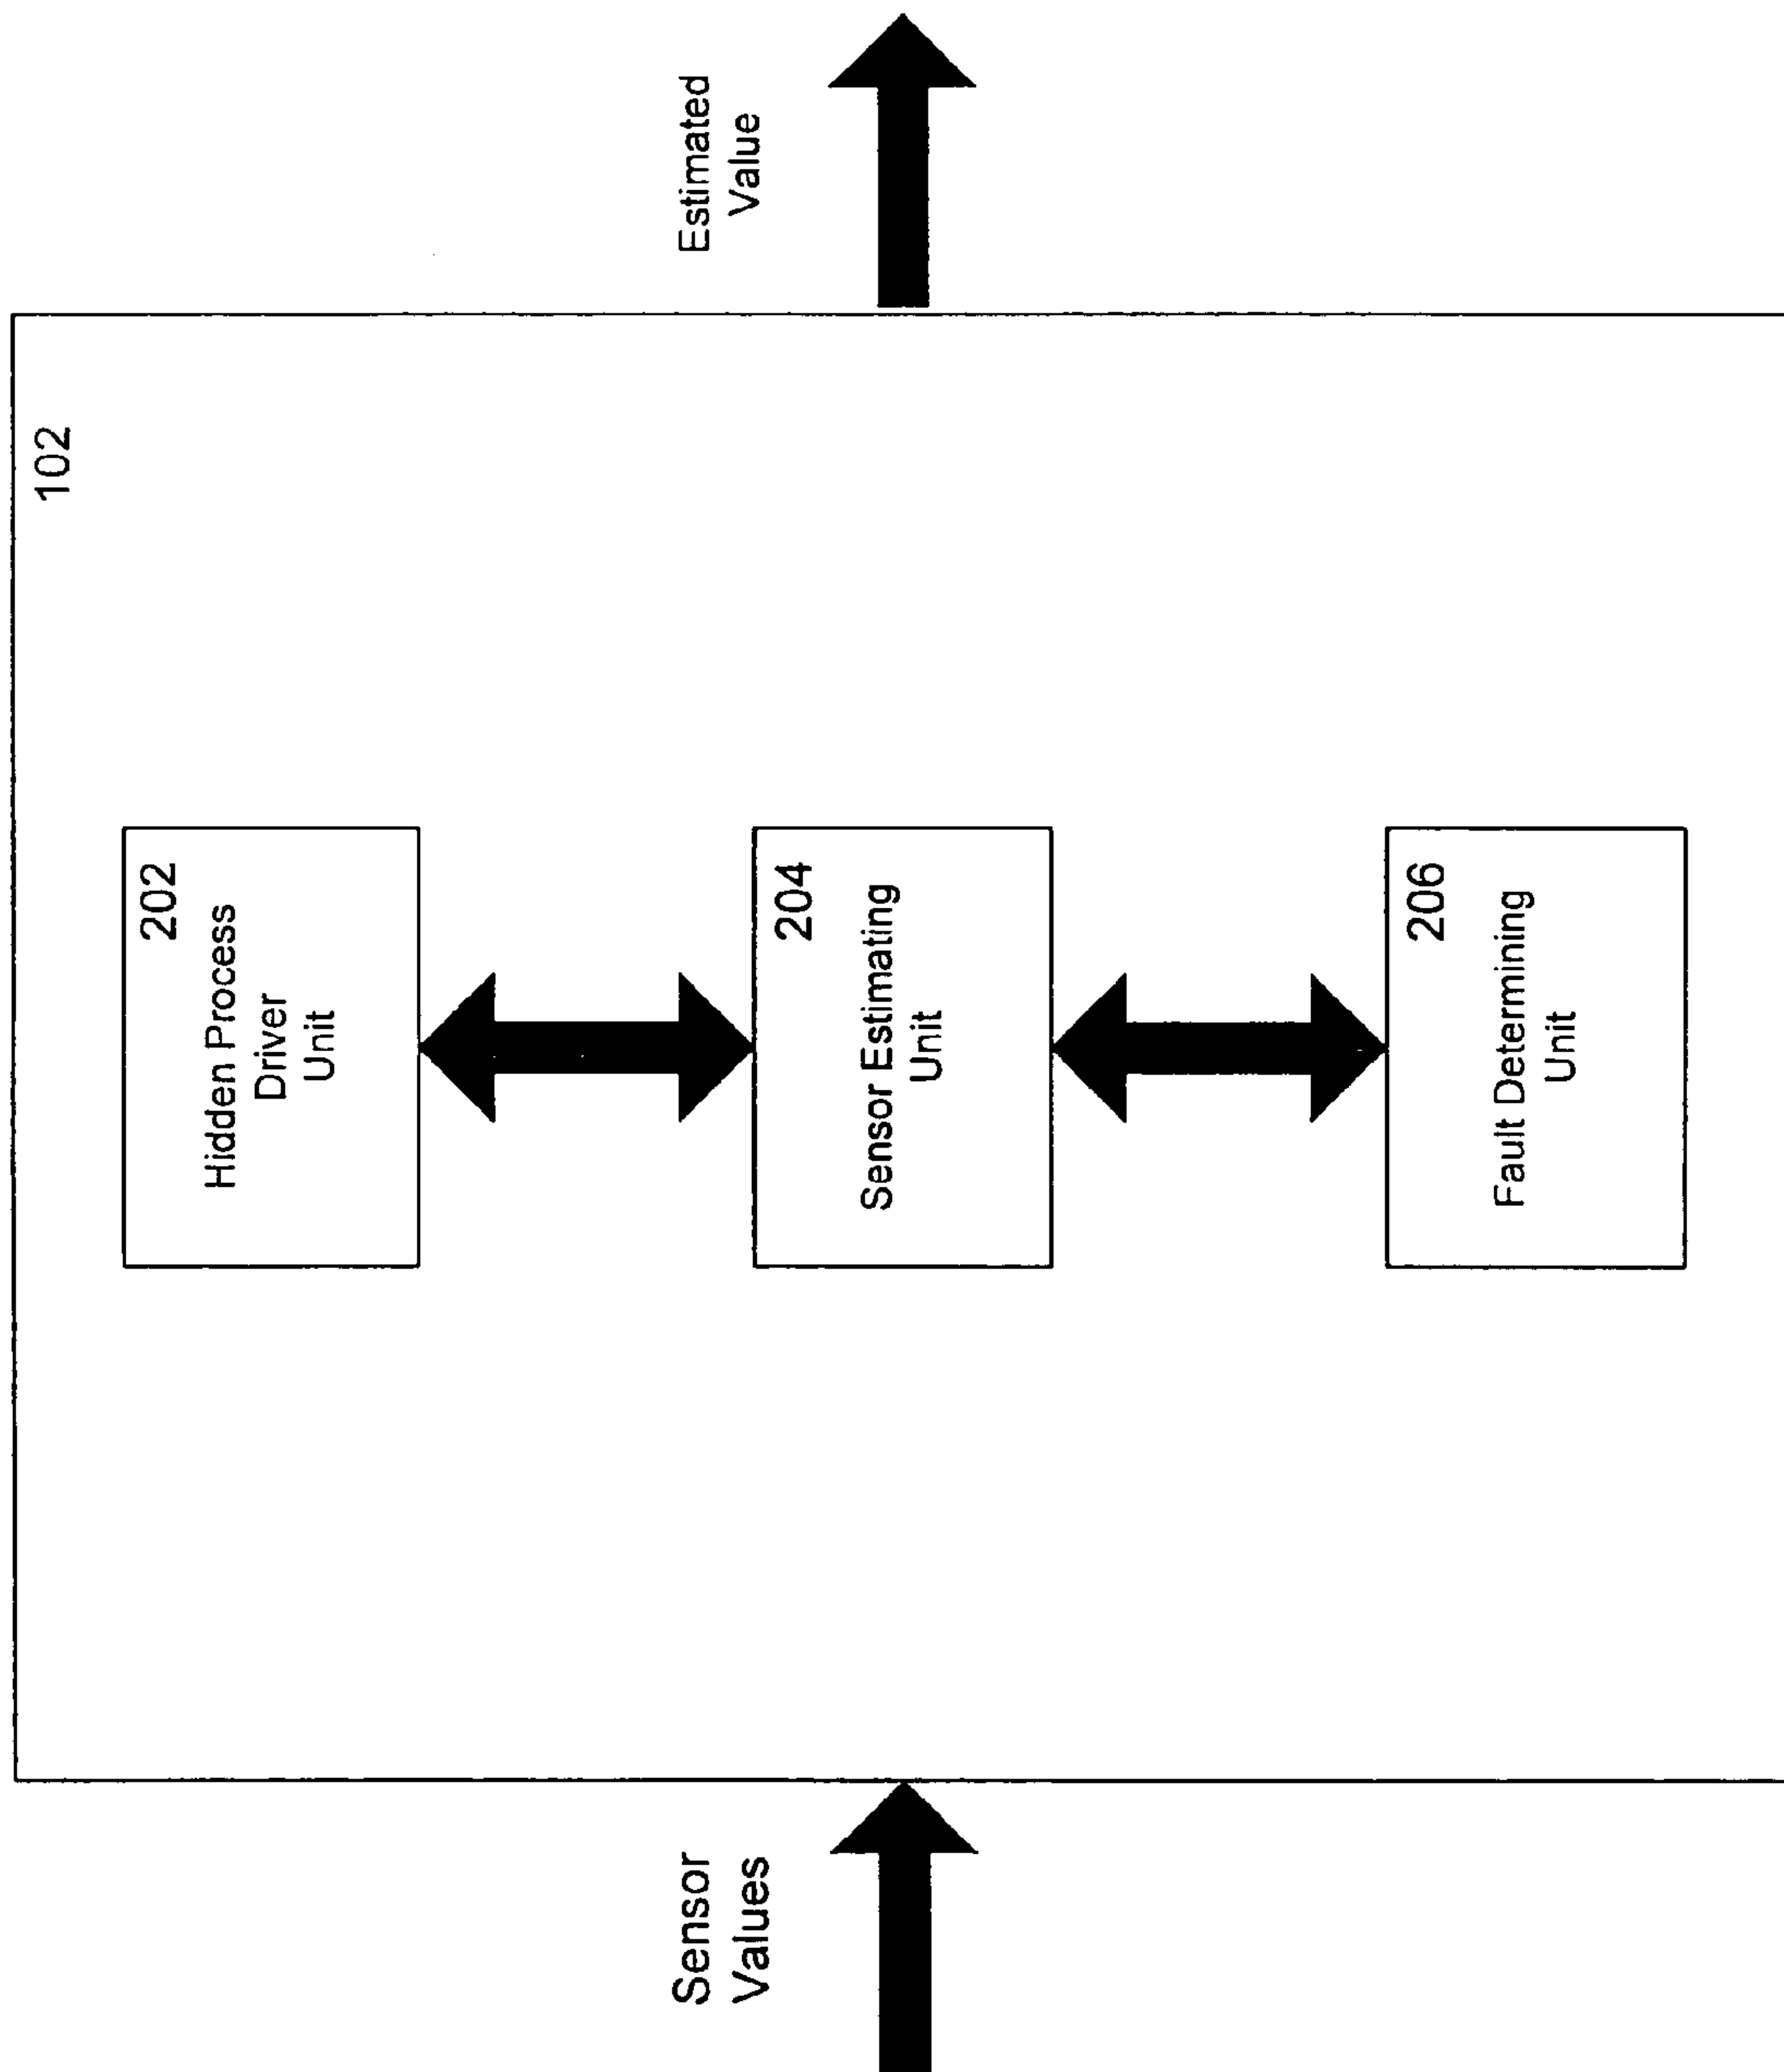 102
202
Hidden Process
Driver
Unit
204
Sensor Estimating
Unit
206
Fault Determining
Unit
Sensor
Values
Estimated
Value